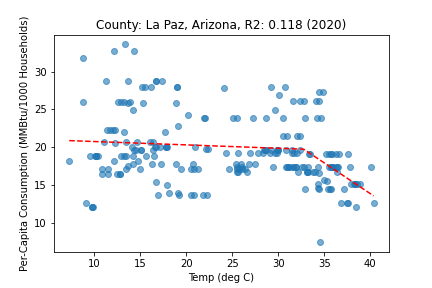 County: La Paz, Arizona, R2: 0.118 (2020)
Per-Capita Consumption (MMBtu/1000 Households)
30
25
20
15
10
10 15 20 25 30 35 40
Temp (deg C)